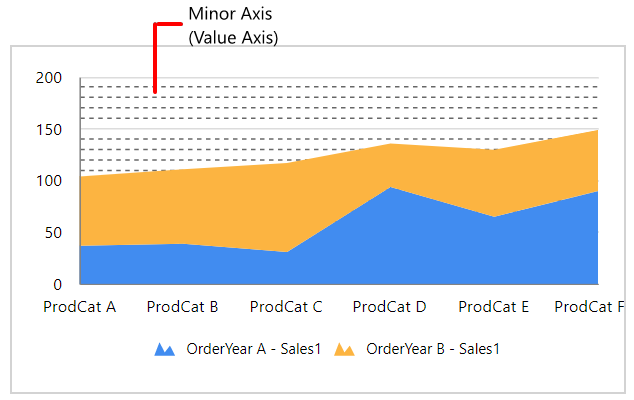 Minor Axis
(Value Axis)
200
150
100
50
0
ProdCat A ProdCat B ProdCat C ProdCat D ProdCat E ProdCat F
OrderYear A - Sales1 OrderYear B - Sales1